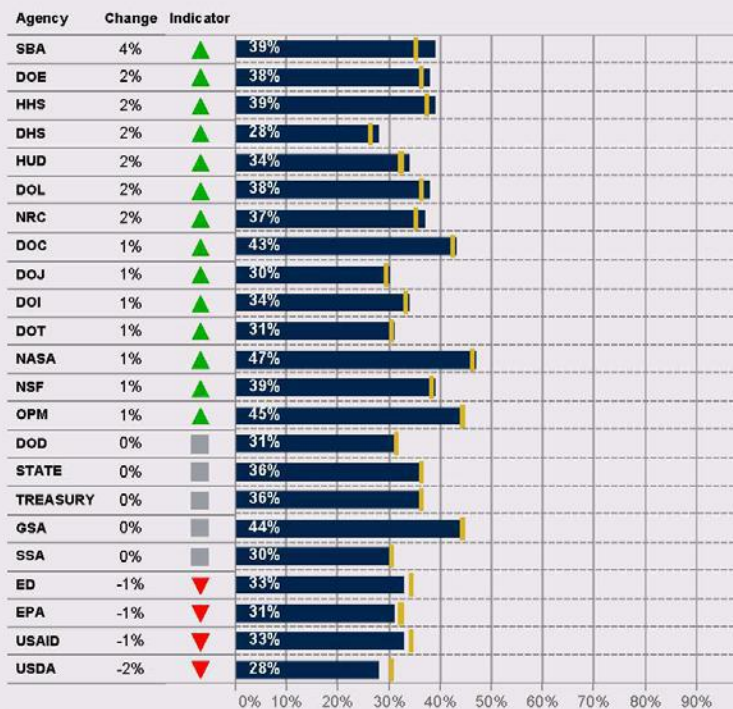 Agency Change Indicator
SBA 4% 39%
DOE 2% 38%
HHS 2% 39%
DHS 2% 28%
HUD 2% 34%
DOL 2% 38%
NRC 2% 37%
DOC 1% 43%
DOJ 1% 30%
DOI 1% 34%
DOT 1% 31%
NASA 1% 47%
NSF 1% 39%
OPM 1% 45%
DOD 0% 31%
STATE 0% 36%
TREASURY 0% 36%
GSA 0% 44%
SSA 0% 30%
ED -1% 33%
EPA -1% 31%
USAID -1% 33%
USDA -2% 28%
0% 10% 20% 30% 40% 50% 60% 70% 80% 90%